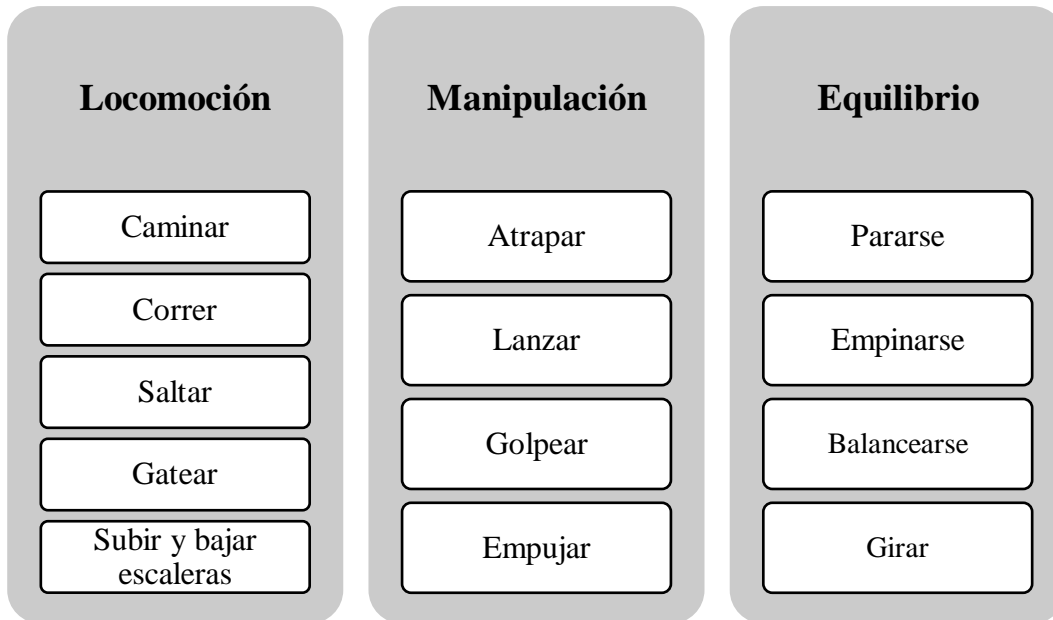 Locomoción
Caminar
Correr
Saltar
Gatear
Subir y bajar
escaleras
Manipulación
Atrapar
Lanzar
Golpear
Empujar
Equilibrio
Pararse
Empinarse
Balancearse
Girar